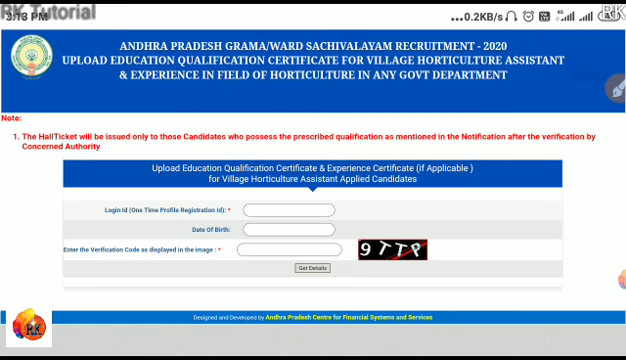 RK Tutorial
3:13 PM
...0.2KB/s
RK
ANDHRA PRADESH GRAMA/WARD SACHIVALAYAM RECRUITMENT - 2020
UPLOAD EDUCATION QUALIFICATION CERTIFICATE FOR VILLAGE HORTICULTURE ASSISTANT
& EXPERIENCE IN FIELD OF HORTICULTURE IN ANY GOVT DEPARTMENT
Note:
1. The HallTicket will be issued only to those Candidates who possess the prescribed qualification as mentioned in the Notification after the verification by
Concerned Authority
Upload Education Qualification Certificate & Experience Certificate (if Applicable )
for Village Horticulture Assistant Applied Candidates
Login Id (One Time Profile Registration Id): *
Date Of Birth:
Enter the Verification Code as displayed in the image : *
9TTP
Get Details
RK
Designed and Developed by Andhra Pradesh Centre for Financial Systems and Services